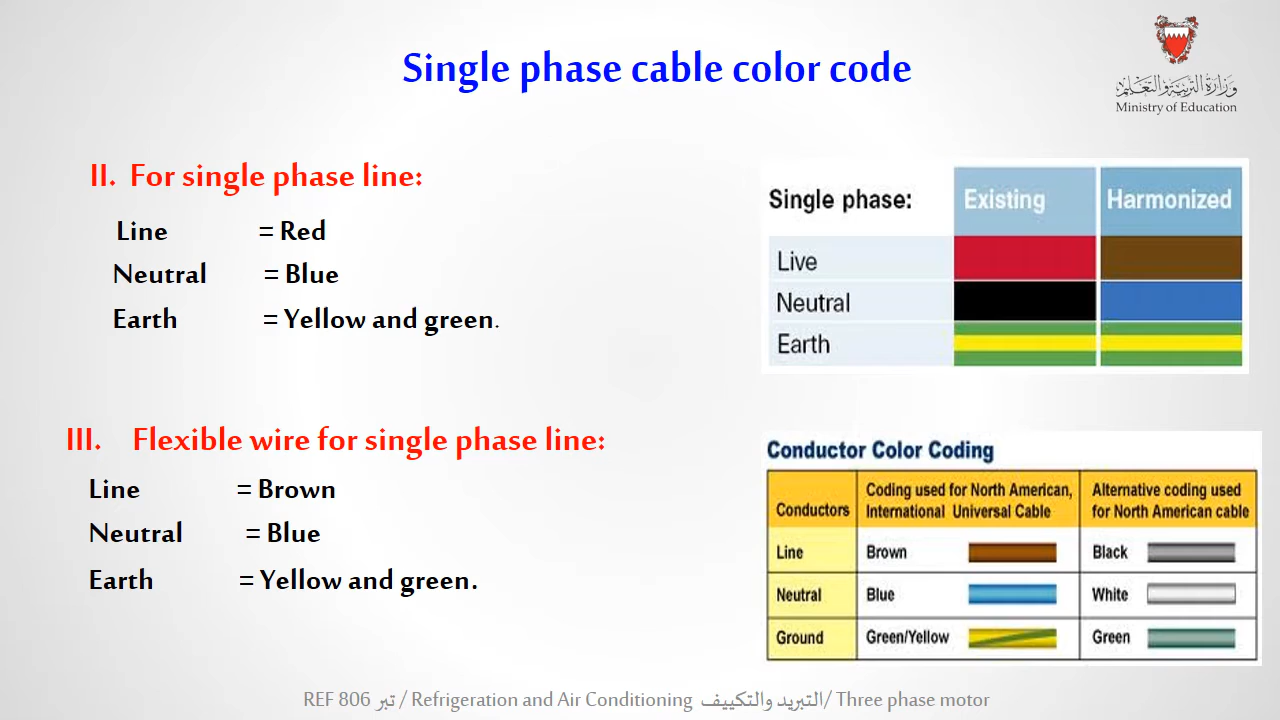 Single phase cable color code
وزارة التربية والتعليم
Ministry of Education
II. For single phase line:
Line = Red
Neutral = Blue
Earth = Yellow and green.
Single phase: Existing Harmonized
Live
Neutral
Earth
III. Flexible wire for single phase line:
Line = Brown
Neutral = Blue
Earth = Yellow and green.
Conductor Color Coding
Conductors
Coding used for North American,
International Universal Cable
Alternative coding used
for North American cable
Line Brown Black
Neutral Blue White
Ground Green/Yellow Green
REF 806 تبر / Refrigeration and Air Conditioning التبريد والتكييف/ Three phase motor